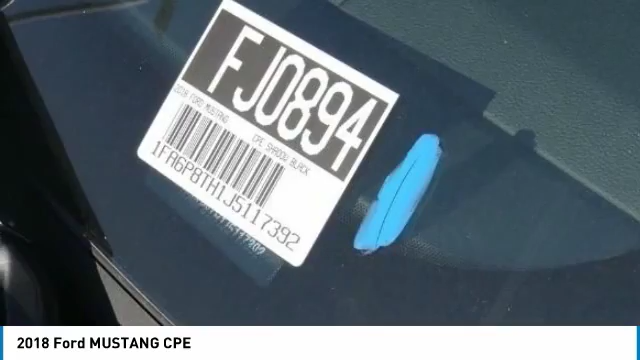 FJ0894
2018 FORD MUSTANG CPE SHADOW BLACK
1FA6P8TH1J5117392
2018 Ford MUSTANG CPE